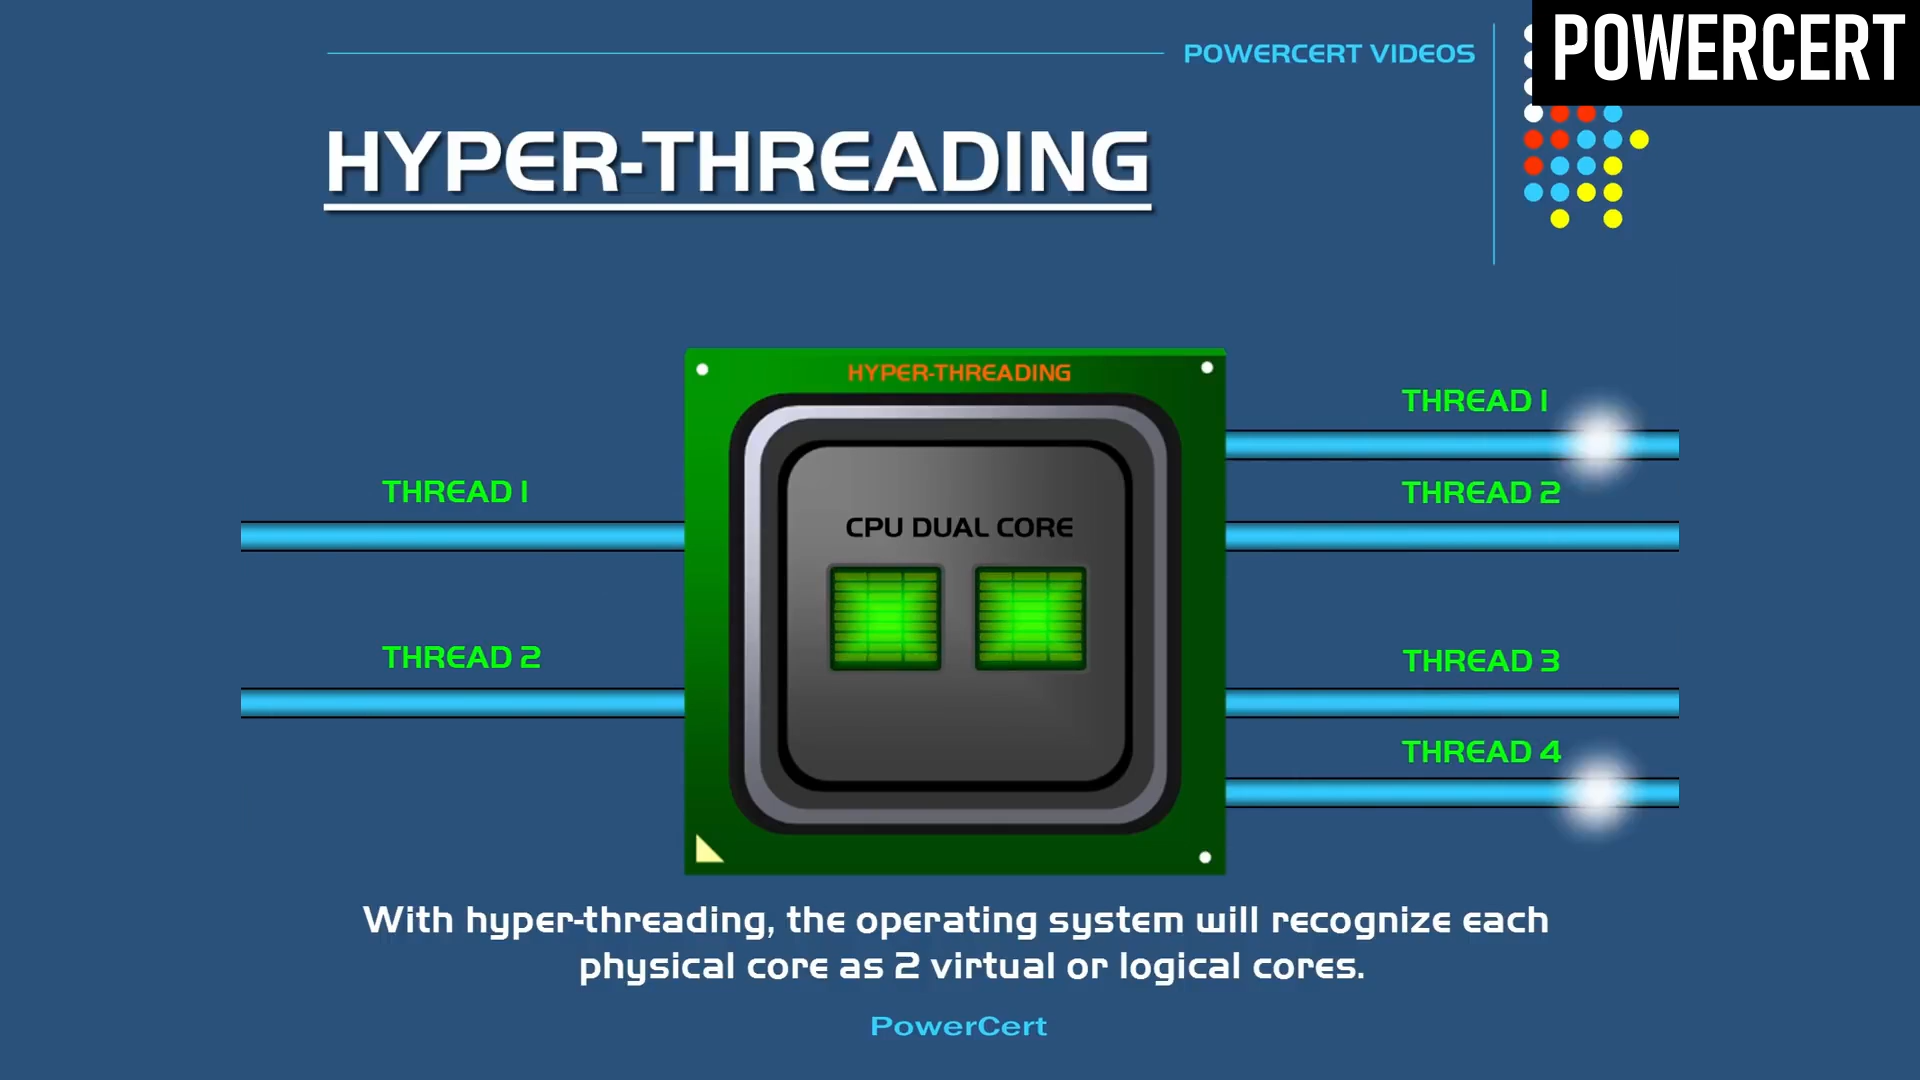 POWERCERT VIDEOS
POWERCERT
HYPER-THREADING
HYPER-THREADING
THREAD 1
THREAD 2
CPU DUAL CORE
THREAD 1
THREAD 2
THREAD 3
THREAD 4
With hyper-threading, the operating system will recognize each
physical core as 2 virtual or logical cores.
PowerCert